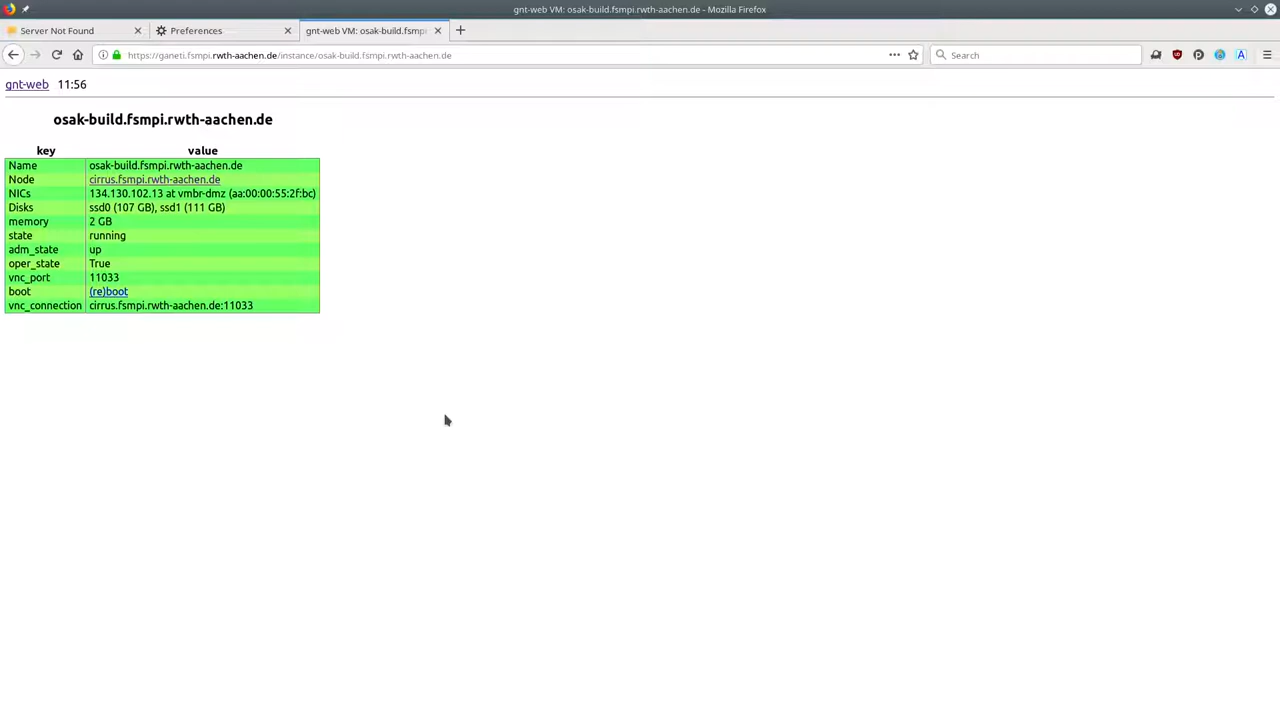 gnt-web VM: osak-build.fsmpi.rwth-aachen.de - Mozilla Firefox
Server Not Found
Preferences
gnt-web VM: osak-build.fsmpi
https://ganeti.fsmpi.rwth-aachen.de/instance/osak-build.fsmpi.rwth-aachen.de
Search
gnt-web 11:56
osak-build.fsmpi.rwth-aachen.de
key value
Name osak-build.fsmpi.rwth-aachen.de
Node cirrus.fsmpi.rwth-aachen.de
NICs 134.130.102.13 at vmbr-dmz (aa:00:00:55:2f:bc)
Disks ssd0 (107 GB), ssd1 (111 GB)
memory 2 GB
state running
adm_state up
oper_state True
vnc_port 11033
boot (re)boot
vnc_connection cirrus.fsmpi.rwth-aachen.de:11033